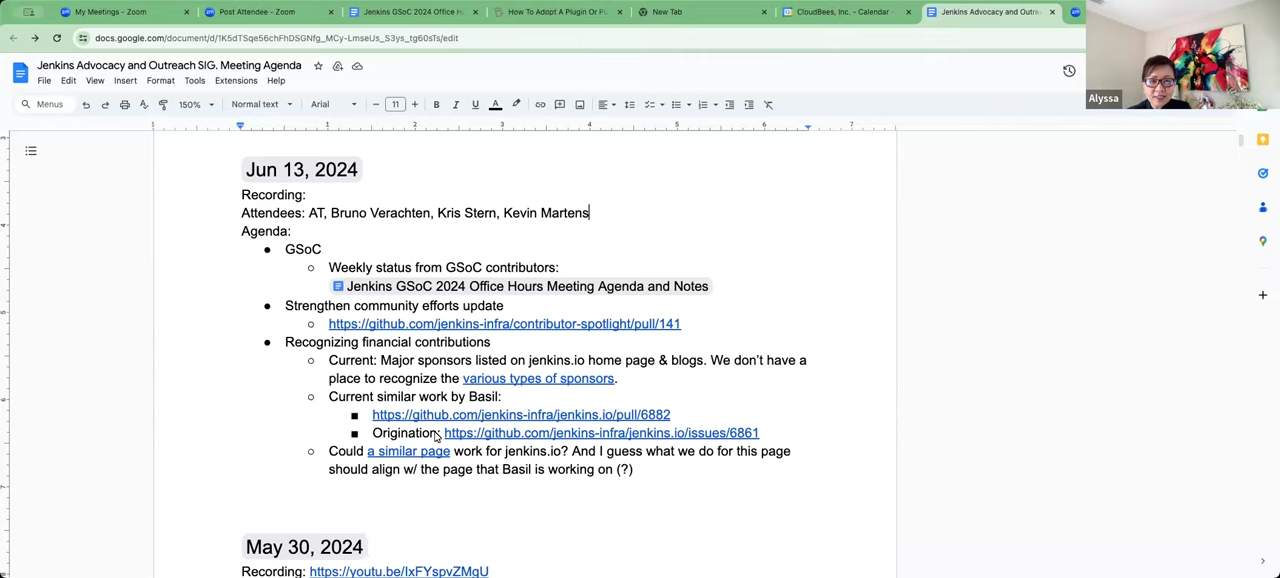 My Meetings - Zoom
Post Attendee - Zoom
Jenkins GSoC 2024 Office H
How To Adopt A Plugin Or P
New Tab
CloudBees, Inc. - Calendar -
Jenkins Advocacy and Outre
docs.google.com/document/d/1K5dTSqe56chFhDSGNfg_MCy-LmseUs_S3ys_tg60sTs/edit
Jenkins Advocacy and Outreach SIG. Meeting Agenda
File Edit View Insert Format Tools Extensions Help
Menus 150% Normal text Arial 11
Alyssa
1 1 2 3 4 5 6 7
Jun 13, 2024
Recording:
Attendees: AT, Bruno Verachten, Kris Stern, Kevin Martens
Agenda:
● GSoC
○ Weekly status from GSoC contributors:
Jenkins GSoC 2024 Office Hours Meeting Agenda and Notes
● Strengthen community efforts update
○ https://github.com/jenkins-infra/contributor-spotlight/pull/141
● Recognizing financial contributions
○ Current: Major sponsors listed on jenkins.io home page & blogs. We don't have a
place to recognize the various types of sponsors.
○ Current similar work by Basil:
■ https://github.com/jenkins-infra/jenkins.io/pull/6882
■ Origination: https://github.com/jenkins-infra/jenkins.io/issues/6861
○ Could a similar page work for jenkins.io? And I guess what we do for this page
should align w/ the page that Basil is working on (?)
May 30, 2024
Recording: https://youtu.be/IxFYspvZMgU